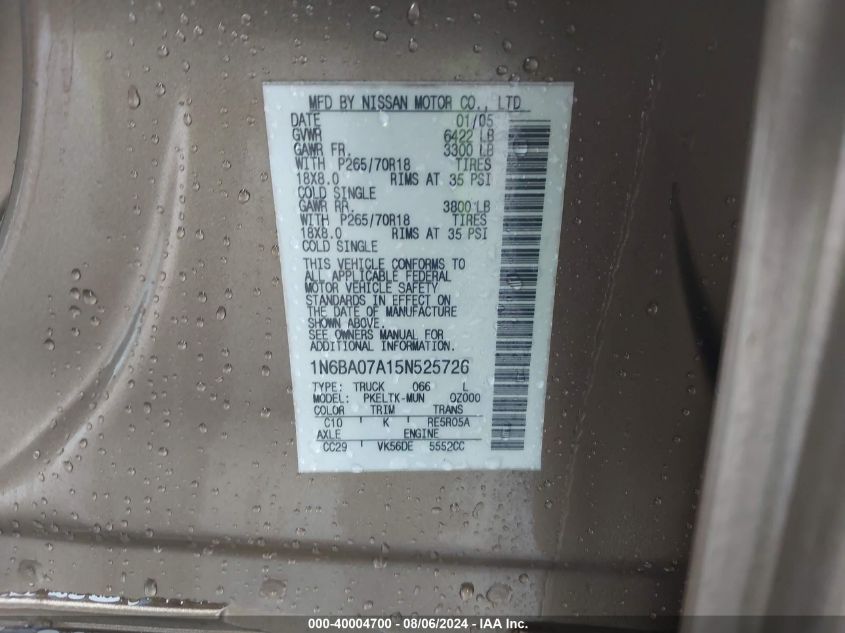 MFD BY NISSAN MOTOR CO., LTD
DATE 01/05
GVWR 6422 LB
GAWR FR. 3300 LB
WITH P265/70R18 TIRES
18X8.0 RIMS AT 35 PSI
COLD SINGLE
GAWR RR. 3800 LB
WITH P265/70R18 TIRES
18X8.0 RIMS AT 35 PSI
COLD SINGLE
THIS VEHICLE CONFORMS TO
ALL APPLICABLE FEDERAL
MOTOR VEHICLE SAFETY
STANDARDS IN EFFECT ON
THE DATE OF MANUFACTURE
SHOWN ABOVE.
SEE OWNERS MANUAL FOR
ADDITIONAL INFORMATION.
1N6BA07A15N525726
TYPE: TRUCK 066 L
MODEL: PKELTK-MUN 0Z000
COLOR TRIM TRANS
C10 K RE5R05A
AXLE ENGINE
CC29 VK56DE 5552CC
000-40004700 - 08/06/2024 - IAA Inc.